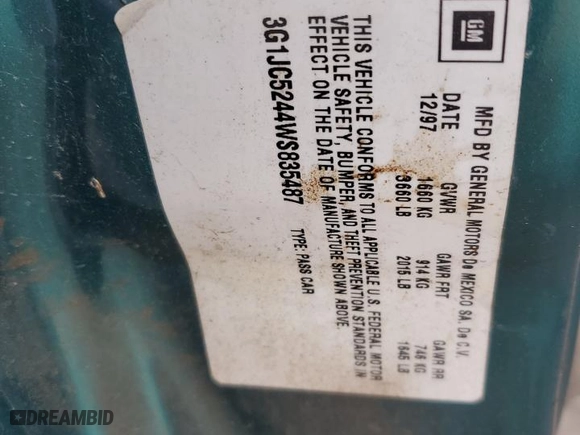 GM
MFD BY GENERAL MOTORS De MEXICO SA. De C.V.
DATE GVWR GAWR FRT GAWR RR
12/97 1660 KG 914 KG 746 KG
3660 LB 2015 LB 1645 LB
THIS VEHICLE CONFORMS TO ALL APPLICABLE U.S. FEDERAL MOTOR
VEHICLE SAFETY, BUMPER, AND THEFT PREVENTION STANDARDS IN
EFFECT ON THE DATE OF MANUFACTURE SHOWN ABOVE.
3G1JC5244WS835487 TYPE: PASS CAR
DREAMBID